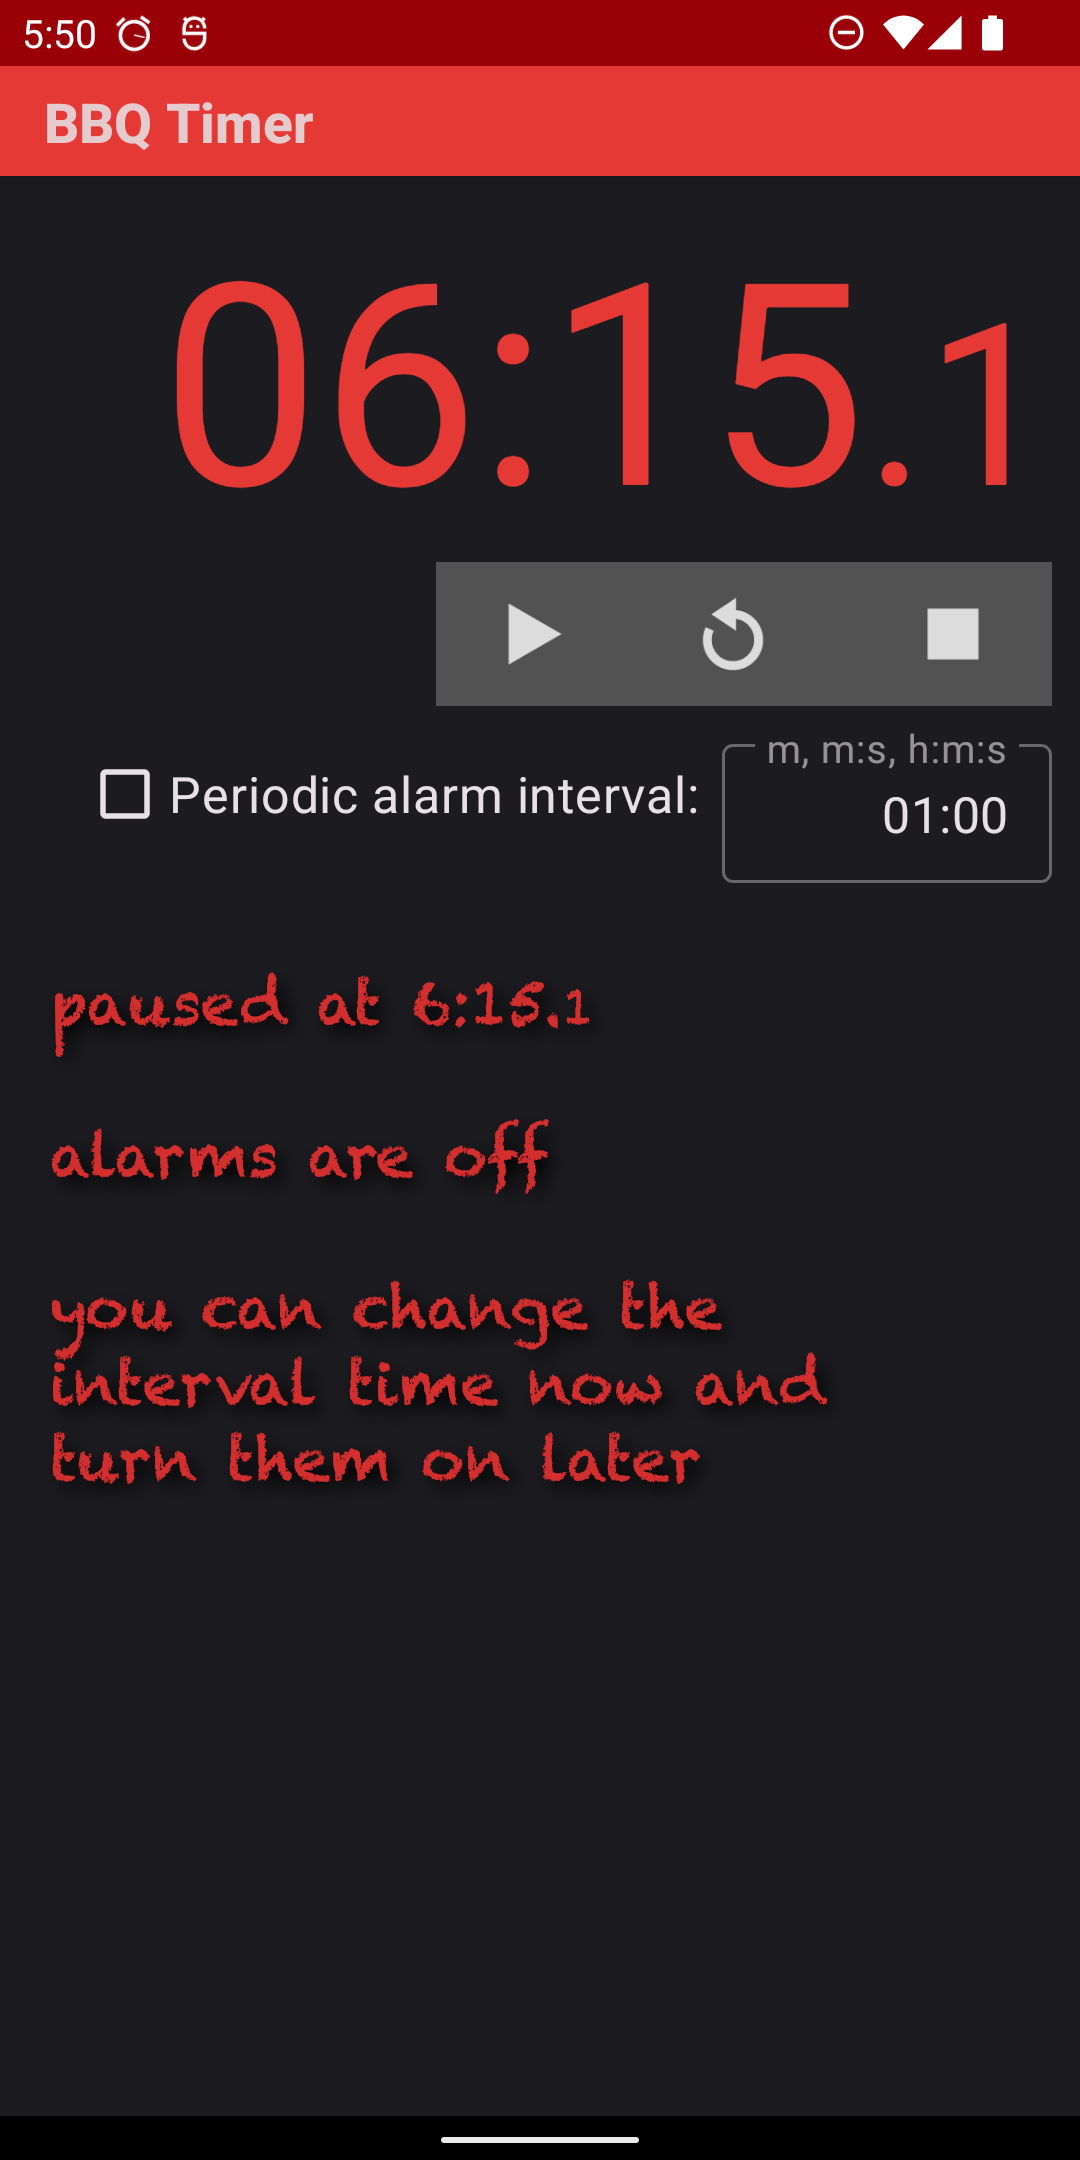 5:50
BBQ Timer
06:15.1
m, m:s, h:m:s
Periodic alarm interval:
01:00
paused at 6:15.1
alarms are off
you can change the
interval time now and
turn them on later